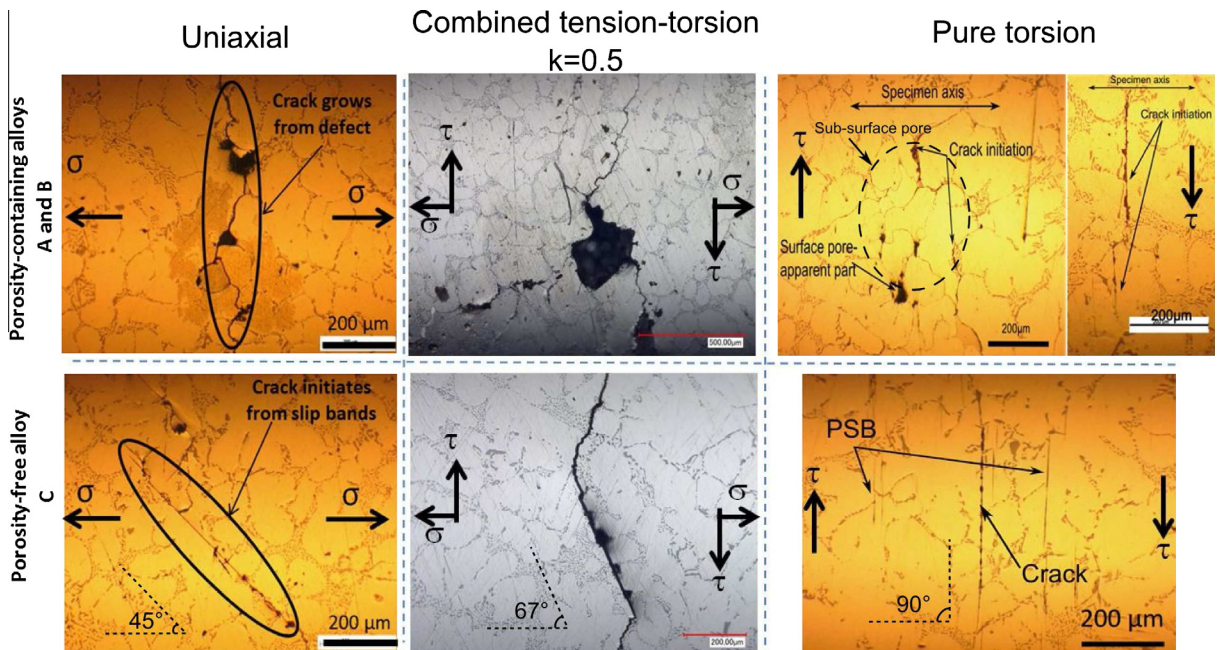 Uniaxial
Combined tension-torsion
k=0.5
Pure torsion
Porosity-containing alloys
A and B
Crack grows
from defect
σ
σ
200 µm
τ
σ
σ
τ
500.00µm
Specimen axis
Sub-surface pore
Crack initiation
τ
Surface pore-
apparent part
200µm
Specimen axis
Crack initiation
τ
200µm
Porosity-free alloy
C
Crack initiates
from slip bands
σ
σ
45°
200 µm
τ
σ
σ
τ
67°
200.00µm
PSB
τ
τ
Crack
90°
200 µm